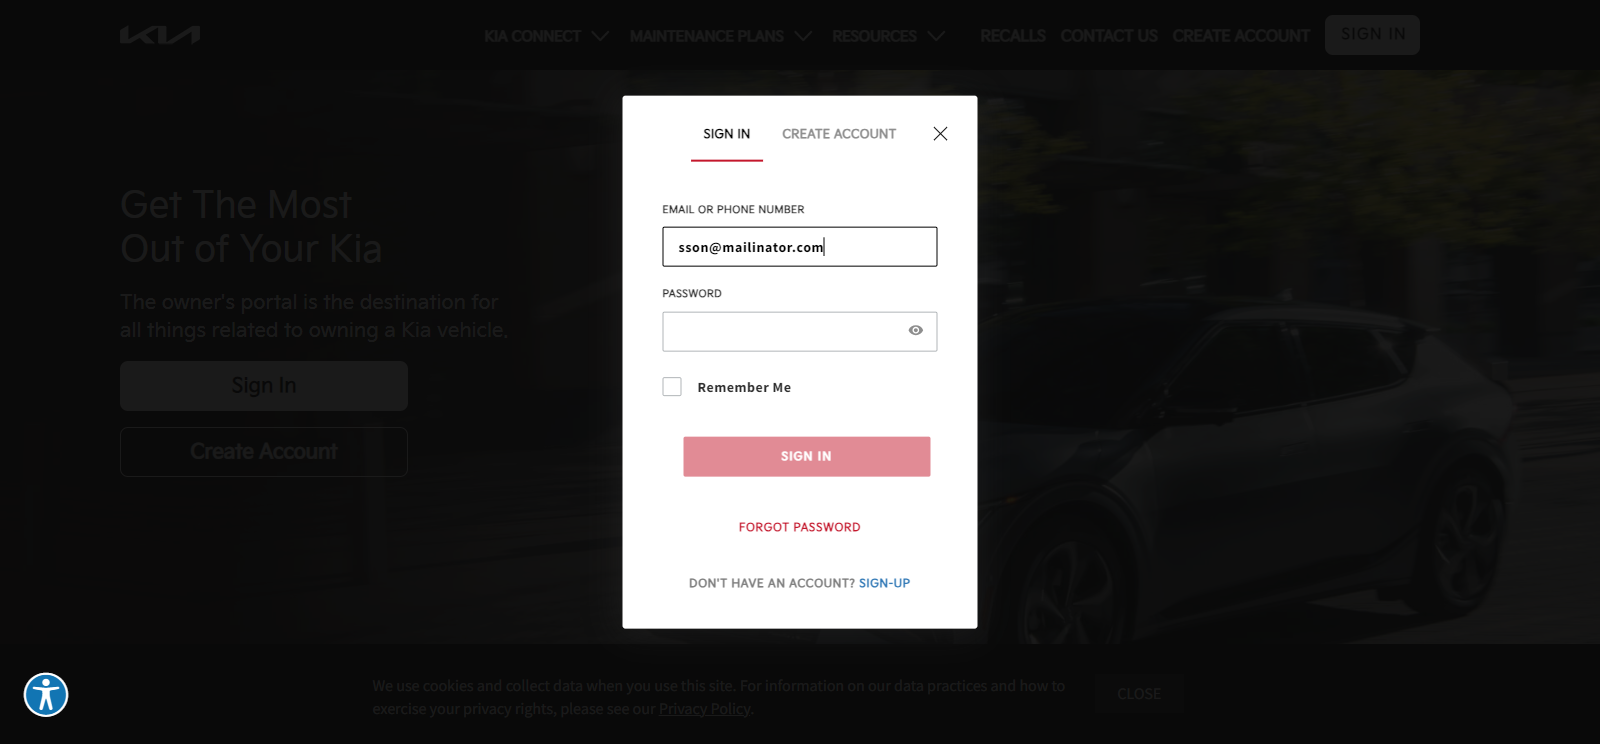 KIA
KIA CONNECT
MAINTENANCE PLANS
RESOURCES
RECALLS
CONTACT US
CREATE ACCOUNT
SIGN IN
Get The Most
Out of Your Kia
The owner's portal is the destination for
all things related to owning a Kia vehicle.
Sign In
Create Account
SIGN IN
CREATE ACCOUNT
EMAIL OR PHONE NUMBER
sson@mailinator.com
PASSWORD
Remember Me
SIGN IN
FORGOT PASSWORD
DON'T HAVE AN ACCOUNT? SIGN-UP
We use cookies and collect data when you use this site. For information on our data practices and how to
exercise your privacy rights, please see our Privacy Policy.
CLOSE